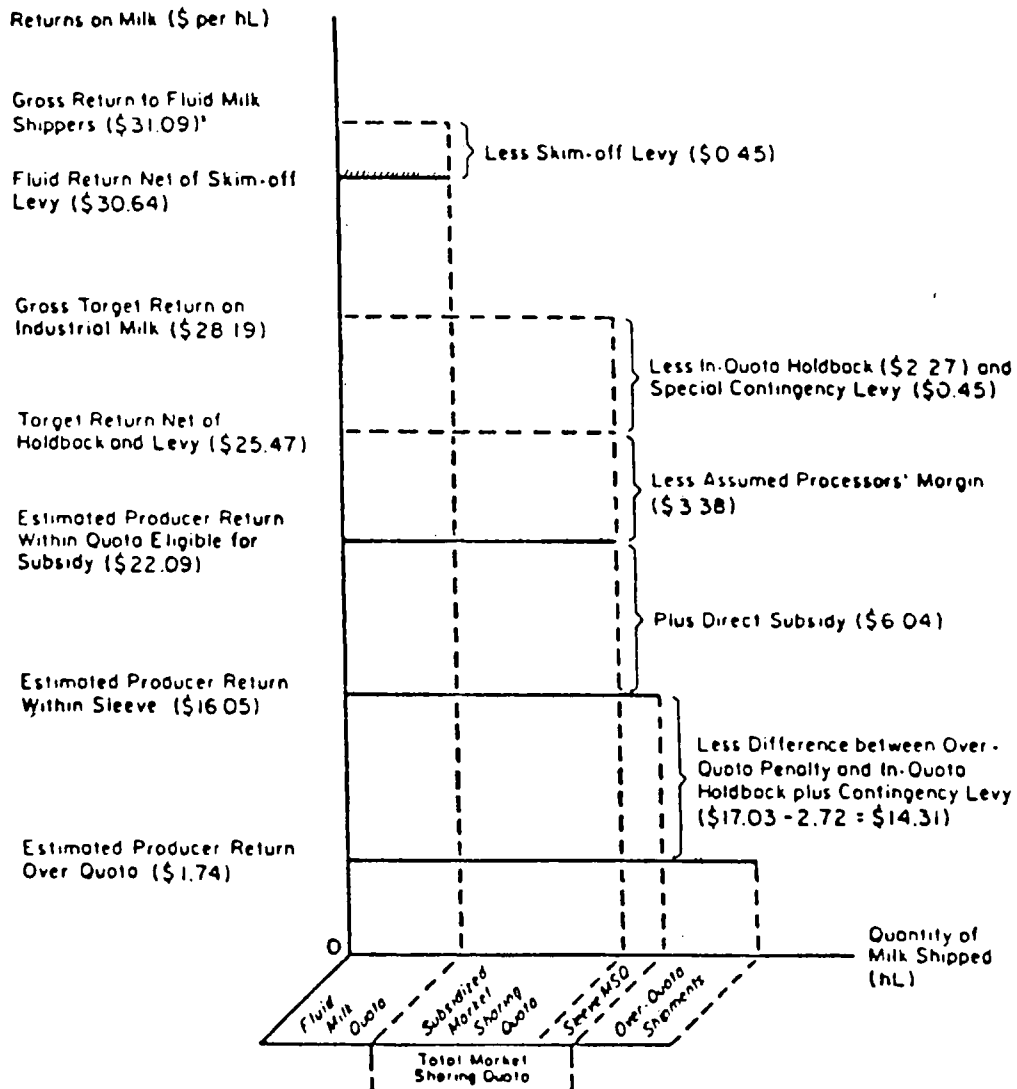 Returns on Milk ($ per hL)
Gross Return to Fluid Milk
Shippers ($31.09)¹
Less Skim-off Levy ($0.45)
Fluid Return Net of Skim-off
Levy ($30.64)
Gross Target Return on
Industrial Milk ($28.19)
Less In-Quota Holdback ($2.27) and
Special Contingency Levy ($0.45)
Target Return Net of
Holdback and Levy ($25.47)
Less Assumed Processors' Margin
($3.38)
Estimated Producer Return
Within Quota Eligible for
Subsidy ($22.09)
Plus Direct Subsidy ($6.04)
Estimated Producer Return
Within Sleeve ($16.05)
Less Difference between Over-
Quota Penalty and In-Quota
Holdback plus Contingency Levy
($17.03 - 2.72 = $14.31)
Estimated Producer Return
Over Quota ($1.74)
O
Quantity of
Milk Shipped
(hL)
Fluid
Milk
Quota
Subsidized
Market
Sharing
Quota
Sleeve MSQ
Over-Quota
Shipments
Total Market
Sharing Quota